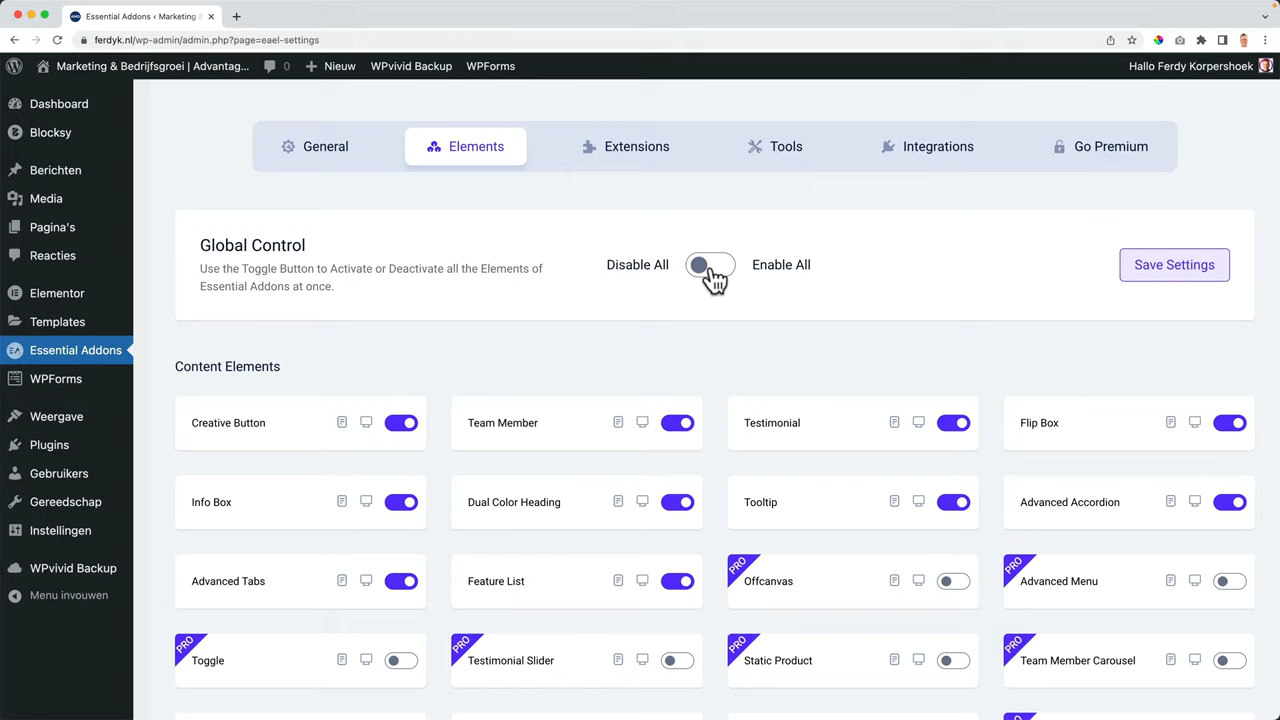 Essential Addons ‹ Marketing &
ferdyk.nl/wp-admin/admin.php?page=eael-settings
Marketing & Bedrijfsgroei | Advantag...
0
Nieuw
WPvivid Backup
WPForms
Hallo Ferdy Korpershoek
Dashboard
Blocksy
Berichten
Media
Pagina's
Reacties
Elementor
Templates
Essential Addons
WPForms
Weergave
Plugins
Gebruikers
Gereedschap
Instellingen
WPvivid Backup
Menu invouwen
General
Elements
Extensions
Tools
Integrations
Go Premium
Global Control
Use the Toggle Button to Activate or Deactivate all the Elements of
Essential Addons at once.
Disable All
Enable All
Save Settings
Content Elements
Creative Button
Team Member
Testimonial
Flip Box
Info Box
Dual Color Heading
Tooltip
Advanced Accordion
Advanced Tabs
Feature List
PRO
Offcanvas
PRO
Advanced Menu
PRO
Toggle
PRO
Testimonial Slider
PRO
Static Product
PRO
Team Member Carousel